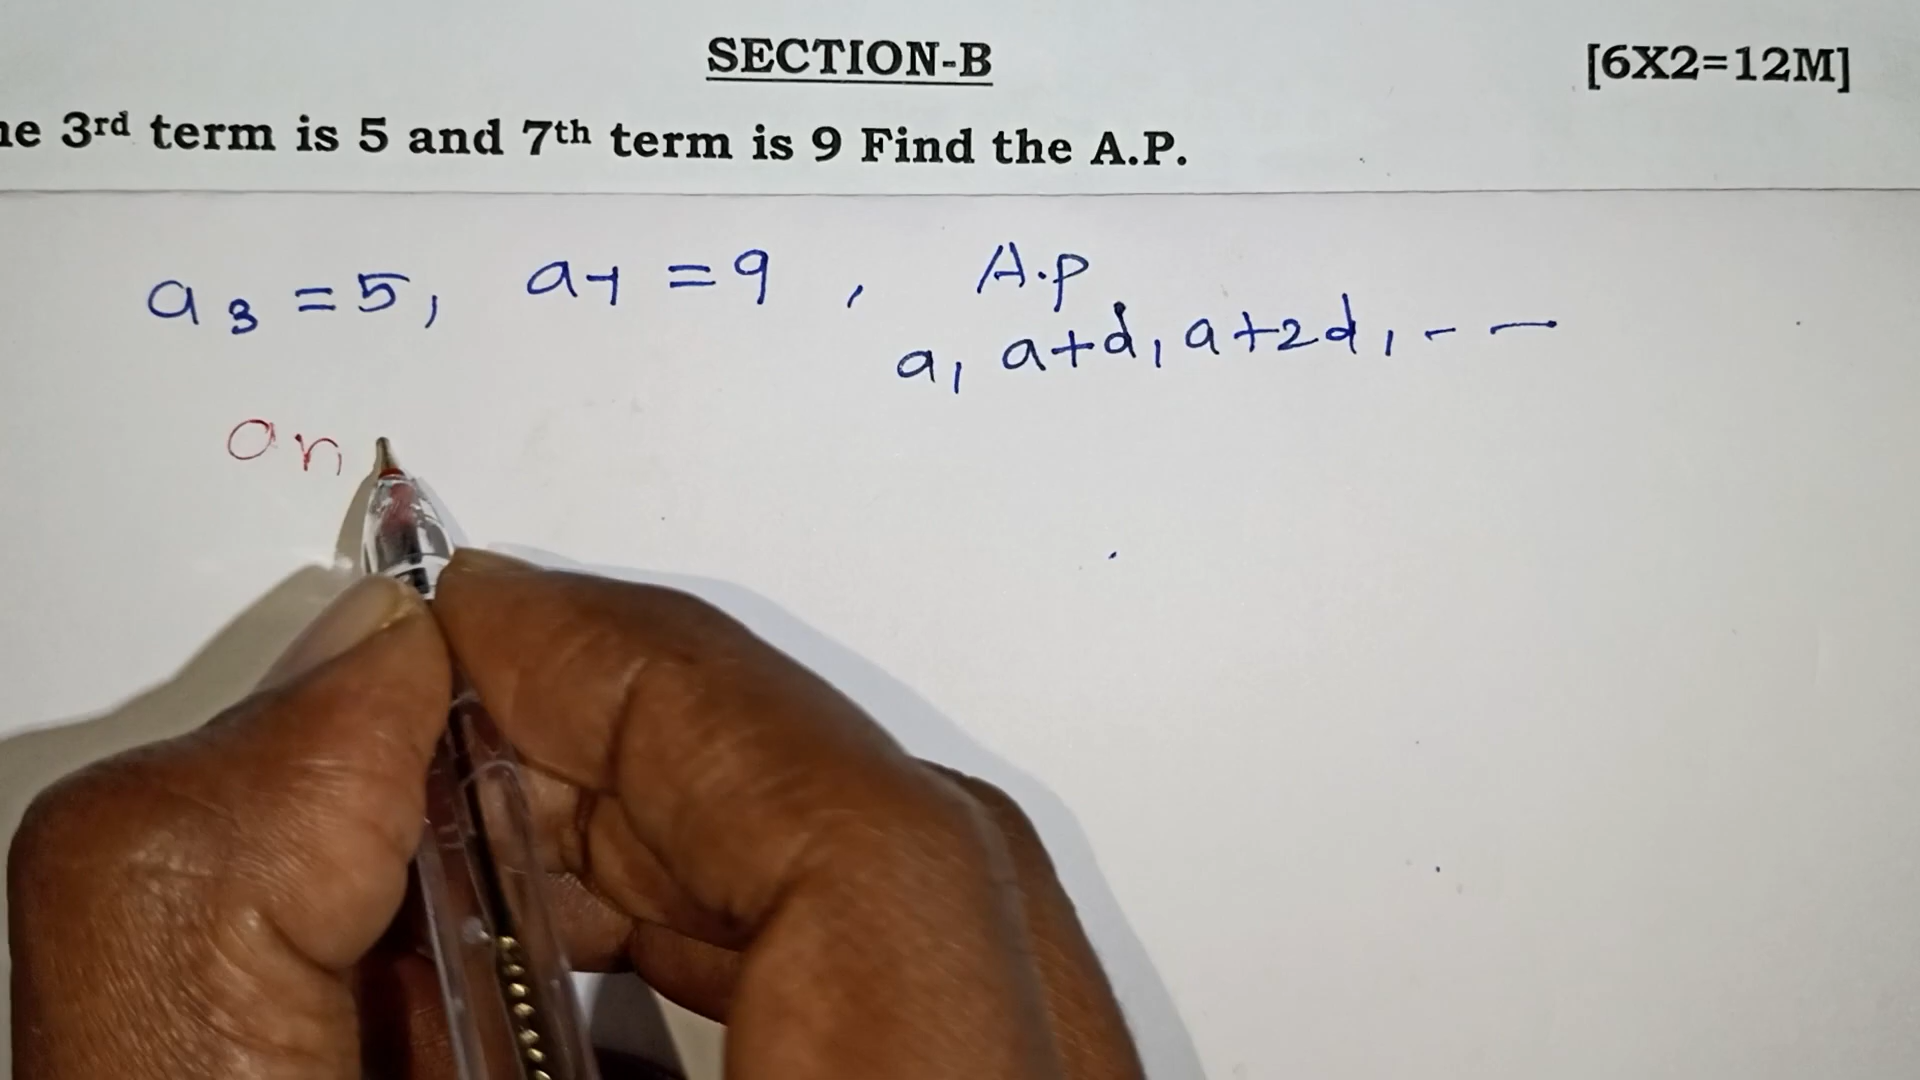 SECTION-B [6X2=12M]
3rd term is 5 and 7th term is 9 Find the A.P.
a3 = 5, a7 = 9 , A.P
a, a+d, a+2d, - -
an